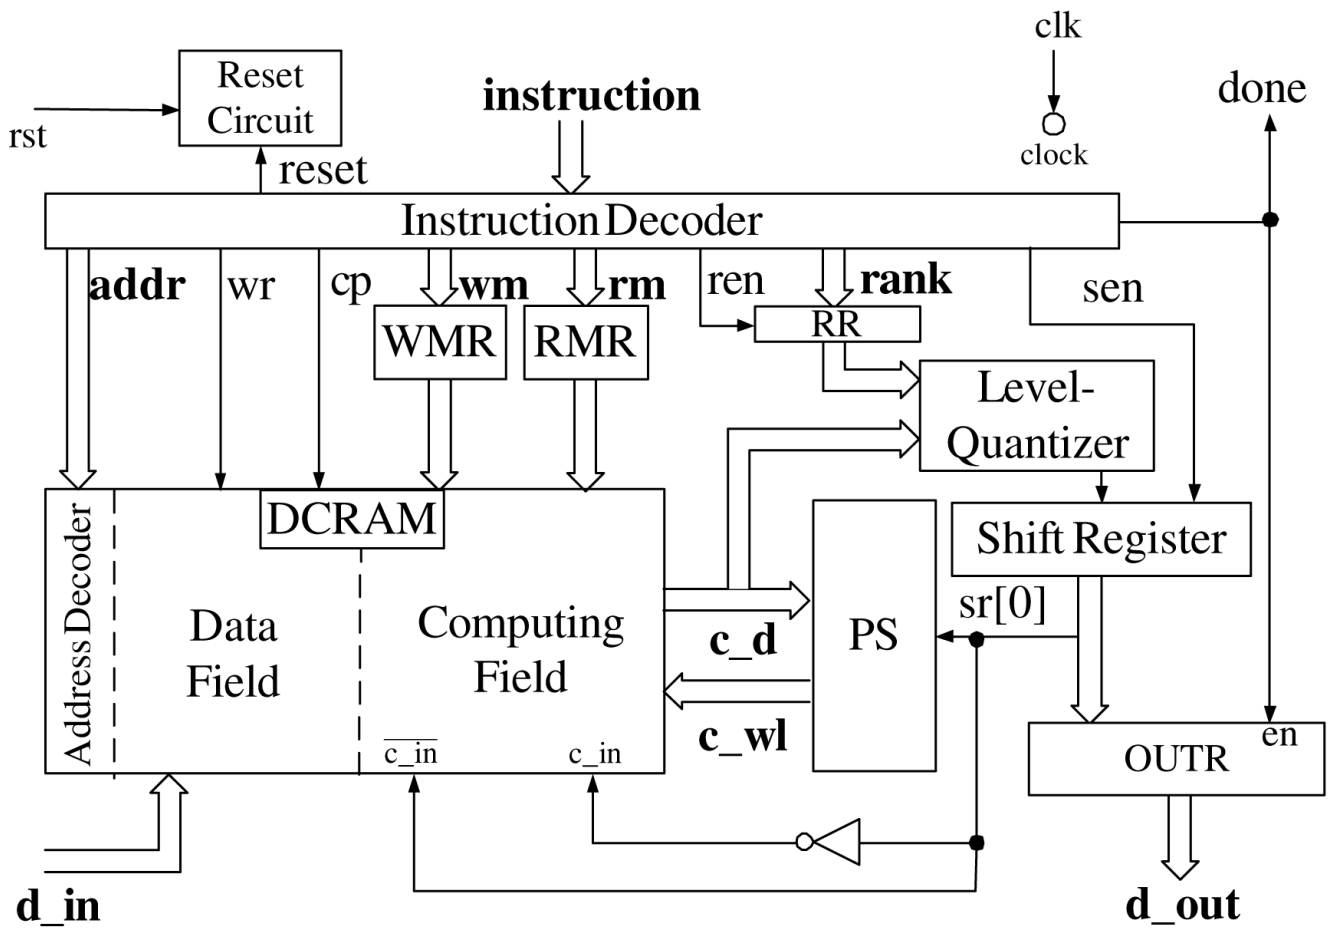 clk
Reset
Circuit
instruction
done
rst
clock
reset
Instruction Decoder
addr
wr
cp
wm
rm
ren
rank
sen
WMR
RMR
RR
Level-
Quantizer
DCRAM
Shift Register
Address Decoder
Data
Field
Computing
Field
c_d
PS
sr[0]
c_wl
c_in
c_in
en
OUTR
d_in
d_out